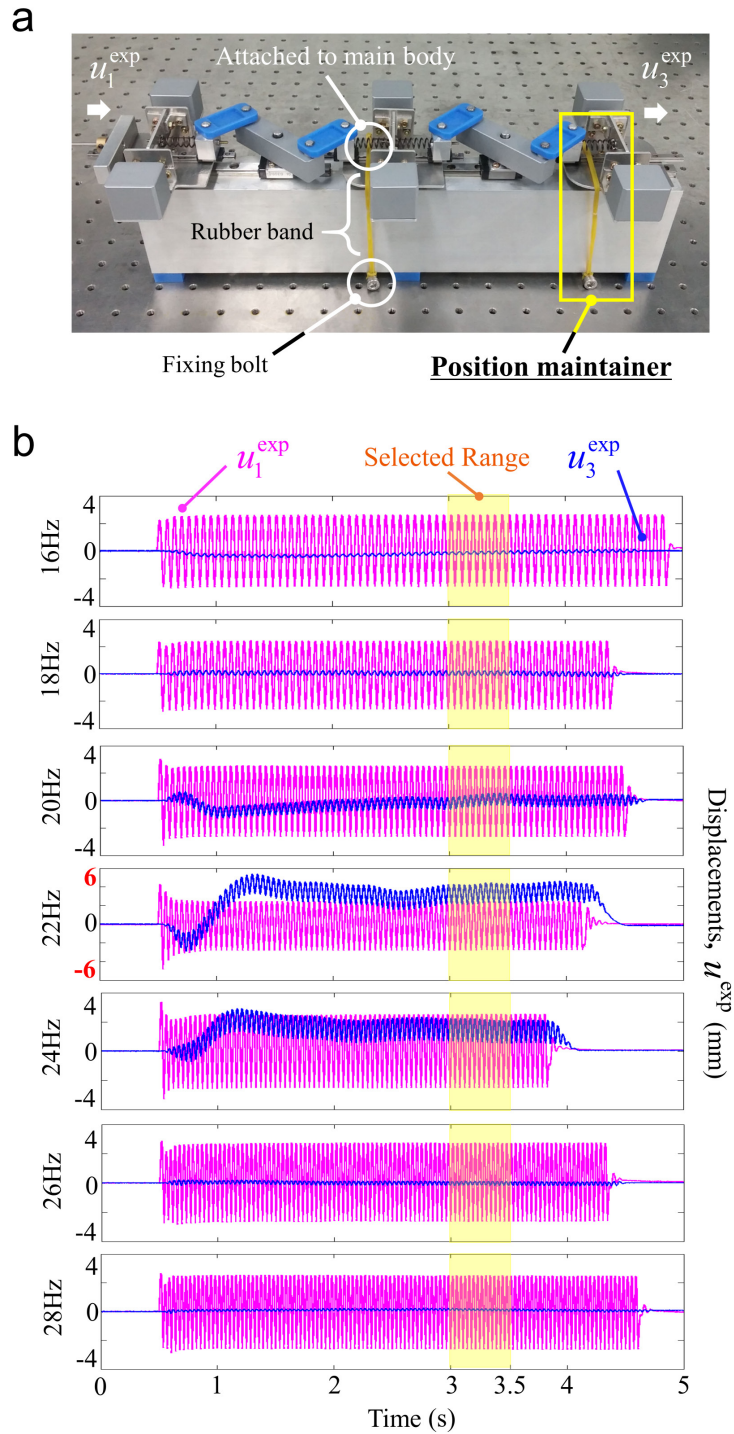 a
u₁ᵉˣᵖ
Attached to main body
u₃ᵉˣᵖ
Rubber band
Fixing bolt
Position maintainer
b
u₁ᵉˣᵖ
Selected Range
u₃ᵉˣᵖ
16Hz
4
0
-4
18Hz
4
0
-4
20Hz
4
0
-4
22Hz
6
0
-6
24Hz
4
0
-4
26Hz
4
0
-4
28Hz
4
0
-4
Displacements, uᵉˣᵖ (mm)
0 1 2 3 3.5 4 5
Time (s)